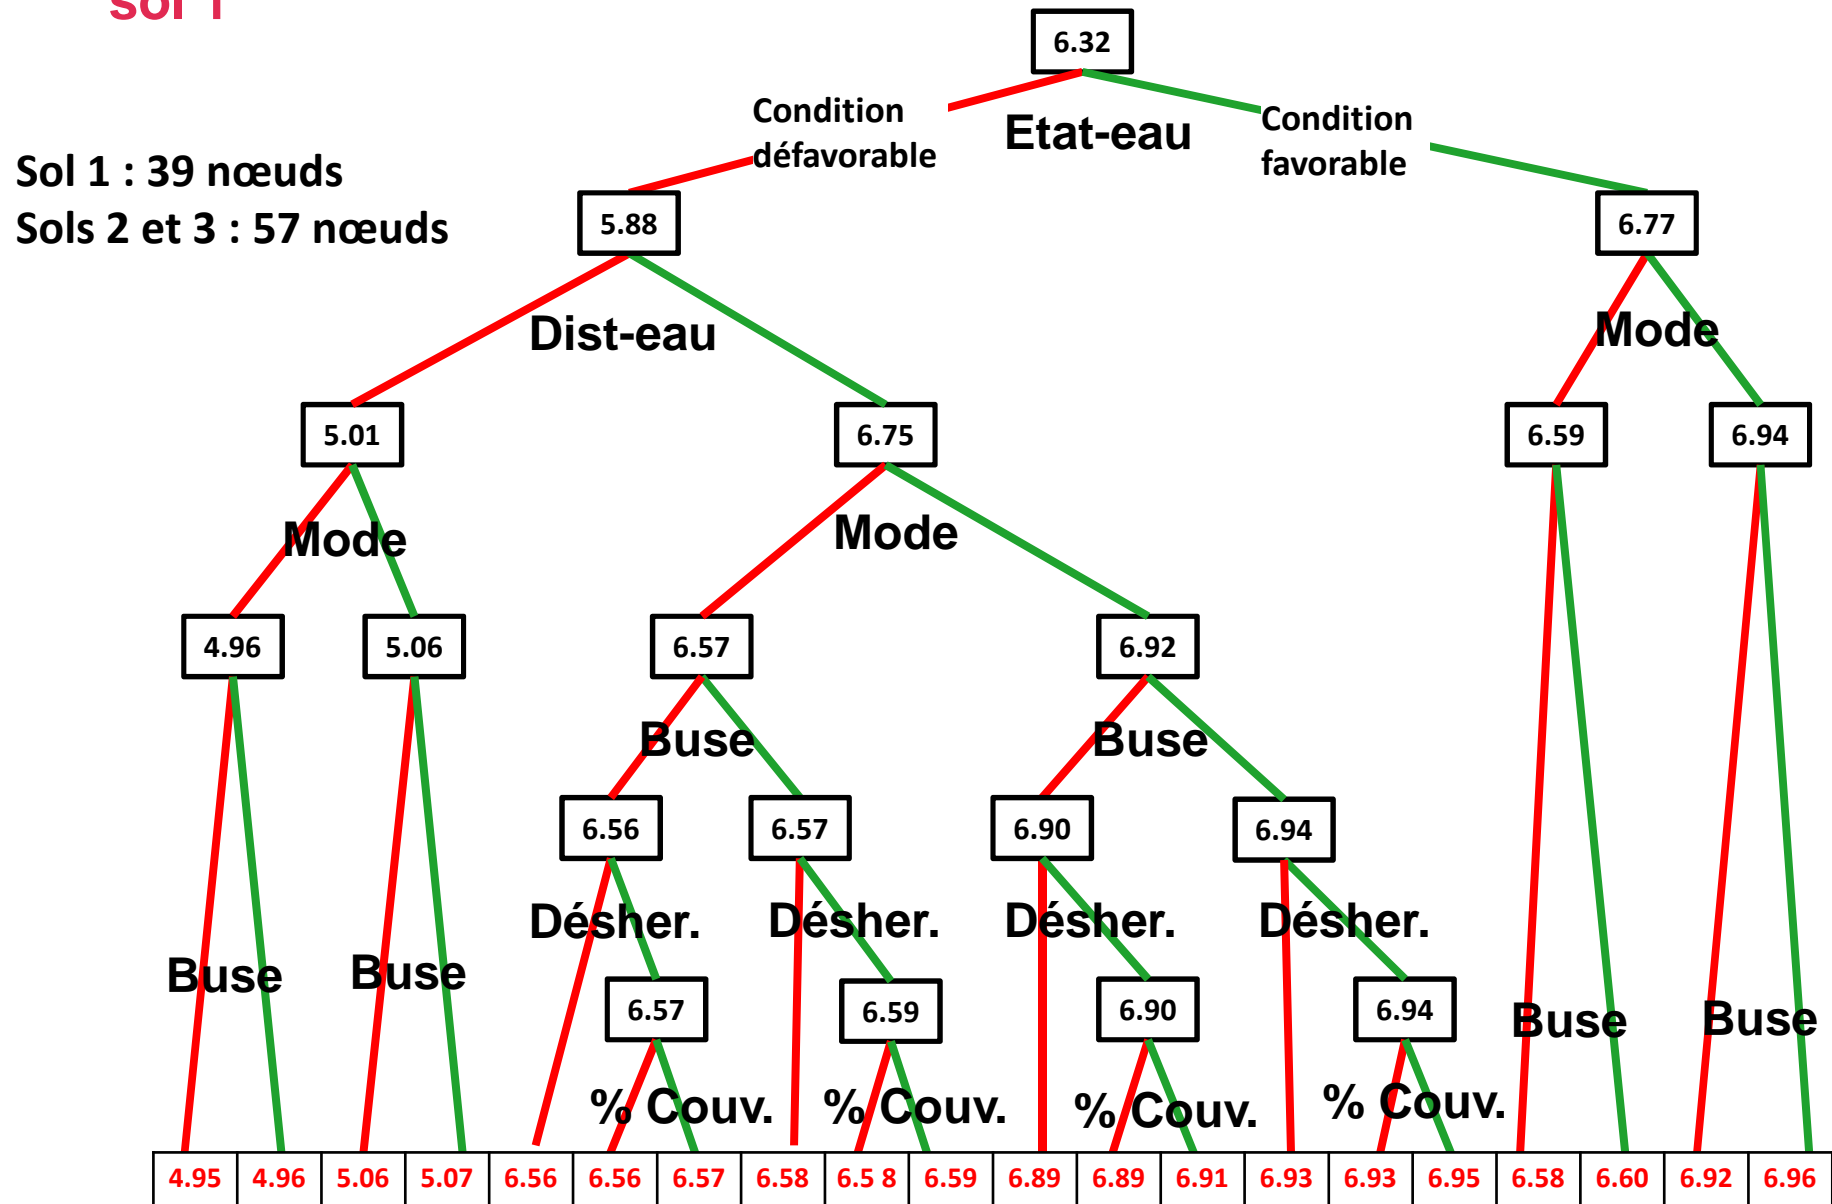 sol 1
6.32
Condition
défavorable
Etat-eau
Condition
favorable
Sol 1 : 39 nœuds
Sols 2 et 3 : 57 nœuds
5.88
6.77
Dist-eau
Mode
5.01
6.75
6.59
6.94
Mode
Mode
4.96
5.06
6.57
6.92
Buse
Buse
6.56
6.57
6.90
6.94
Désher.
Désher.
Désher.
Désher.
Buse
Buse
6.57
6.59
6.90
6.94
Buse
Buse
% Couv.
% Couv.
% Couv.
% Couv.
4.95 4.96 5.06 5.07 6.56 6.56 6.57 6.58 6.5 8 6.59 6.89 6.89 6.91 6.93 6.93 6.95 6.58 6.60 6.92 6.96